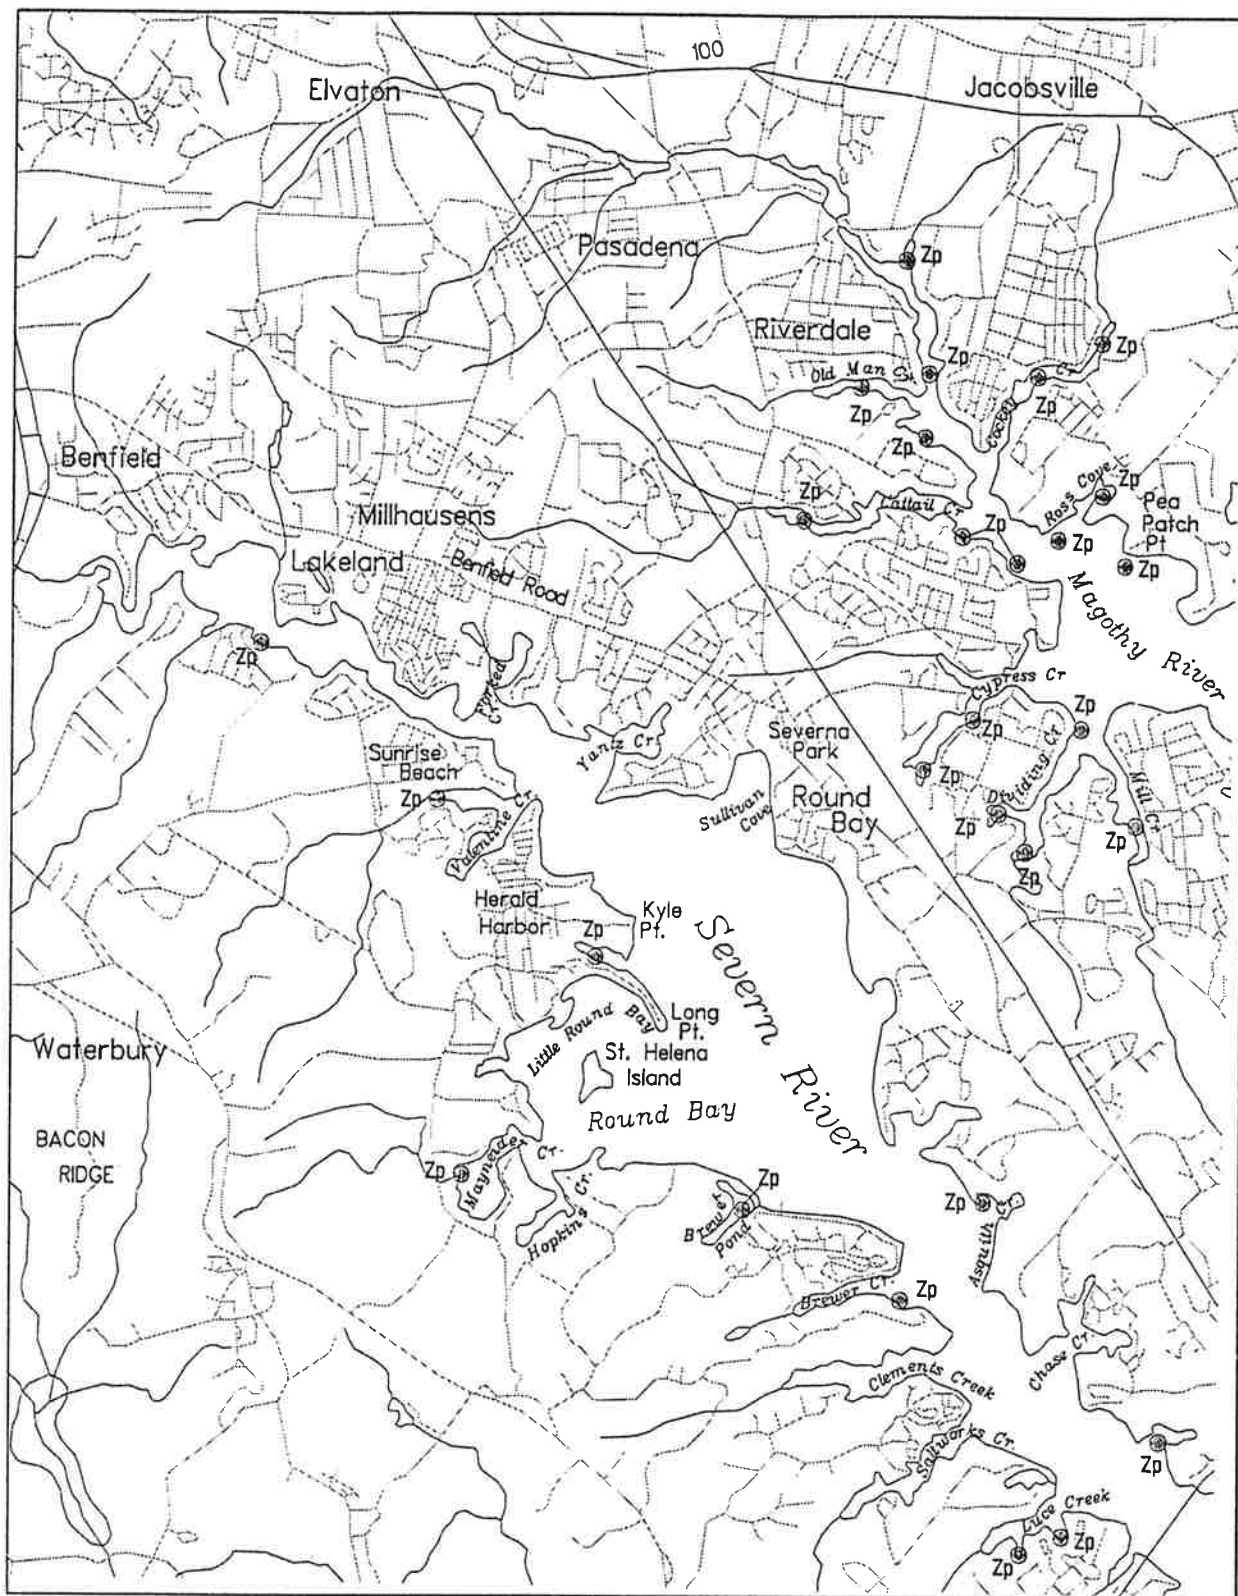 100
Elvaton
Jacobsville
Pasadena
Zp
Riverdale
Zp
Zp
Old Man Cr.
Cr
Zp
Zp
Cockey
Zp
Benfield
Zp
Ross Cove
Zp
Pea
Patch
Pt
Millhausens
Cattail Cr
Zp
Zp
Lakeland
Benfield Road
Zp
Magothy River
Zp
Forked
Cr
Cypress Cr
Zp
Sunrise
Beach
Yantz Cr
Severna
Park
Zp
Dividing Cr
Mill Cr
Zp
Valentine Cr
Sullivan
Cove
Round
Bay
Zp
Zp
Zp
Herald
Harbor
Kyle
Pt.
Zp
Severn River
Long
Pt.
Little Round Bay
Waterbury
St. Helena
Island
Round Bay
BACON
RIDGE
Zp
Maynerde
Cr.
Hopkins Cr.
Brewer
Pond
Zp
Zp
Asquith Cr.
Brewer Cr.
Zp
Chase Cr.
Clements Creek
Saltworks Cr.
Zp
Luce Creek
Zp
Zp